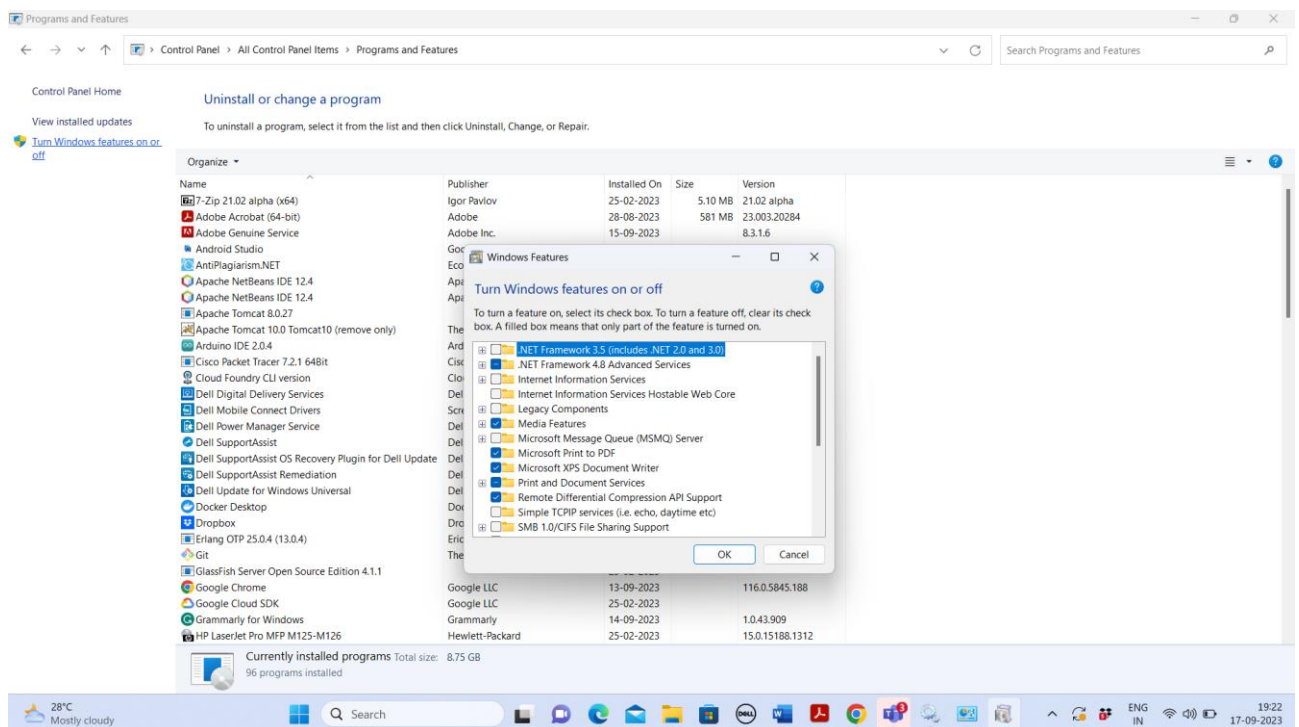 Programs and Features
Control Panel > All Control Panel Items > Programs and Features
Search Programs and Features
Control Panel Home
View installed updates
Turn Windows features on or off
Uninstall or change a program
To uninstall a program, select it from the list and then click Uninstall, Change, or Repair.
Organize
Name Publisher Installed On Size Version
7-Zip 21.02 alpha (x64) Igor Pavlov 25-02-2023 5.10 MB 21.02 alpha
Adobe Acrobat (64-bit) Adobe 28-08-2023 581 MB 23.003.20284
Adobe Genuine Service Adobe Inc. 15-09-2023 8.3.1.6
Android Studio
AntiPlagiarism.NET
Apache NetBeans IDE 12.4
Apache NetBeans IDE 12.4
Apache Tomcat 8.0.27
Apache Tomcat 10.0 Tomcat10 (remove only) The
Arduino IDE 2.0.4
Cisco Packet Tracer 7.2.1 64Bit
Cloud Foundry CLI version
Dell Digital Delivery Services
Dell Mobile Connect Drivers
Dell Power Manager Service
Dell SupportAssist
Dell SupportAssist OS Recovery Plugin for Dell Update
Dell SupportAssist Remediation
Dell Update for Windows Universal
Docker Desktop
Dropbox
Erlang OTP 25.0.4 (13.0.4)
Git The
GlassFish Server Open Source Edition 4.1.1
Google Chrome Google LLC 13-09-2023 116.0.5845.188
Google Cloud SDK Google LLC 25-02-2023
Grammarly for Windows Grammarly 14-09-2023 1.0.43.909
HP LaserJet Pro MFP M125-M126 Hewlett-Packard 25-02-2023 15.0.15188.1312
Windows Features
Turn Windows features on or off
To turn a feature on, select its check box. To turn a feature off, clear its check
box. A filled box means that only part of the feature is turned on.
.NET Framework 3.5 (includes .NET 2.0 and 3.0)
.NET Framework 4.8 Advanced Services
Internet Information Services
Internet Information Services Hostable Web Core
Legacy Components
Media Features
Microsoft Message Queue (MSMQ) Server
Microsoft Print to PDF
Microsoft XPS Document Writer
Print and Document Services
Remote Differential Compression API Support
Simple TCPIP services (i.e. echo, daytime etc)
SMB 1.0/CIFS File Sharing Support
OK Cancel
Currently installed programs Total size: 8.75 GB
96 programs installed
28°C
Mostly cloudy
Search
ENG
IN
19:22
17-09-2023